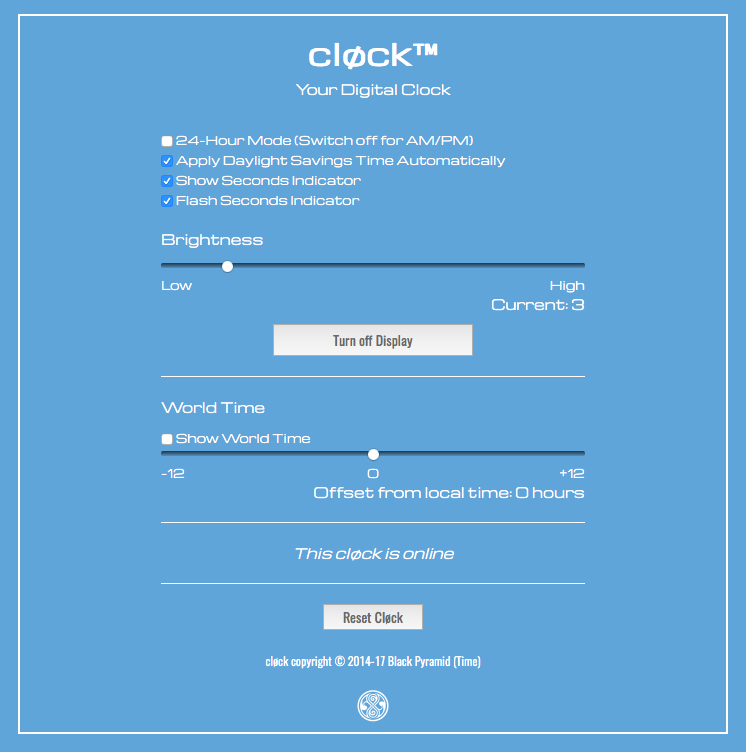 cløck™
Your Digital Clock
24-Hour Mode (Switch off for AM/PM)
Apply Daylight Savings Time Automatically
Show Seconds Indicator
Flash Seconds Indicator
Brightness
Low High
Current: 3
Turn off Display
World Time
Show World Time
-12 0 +12
Offset from local time: 0 hours
This cløck is online
Reset Cløck
cløck copyright © 2014-17 Black Pyramid (Time)